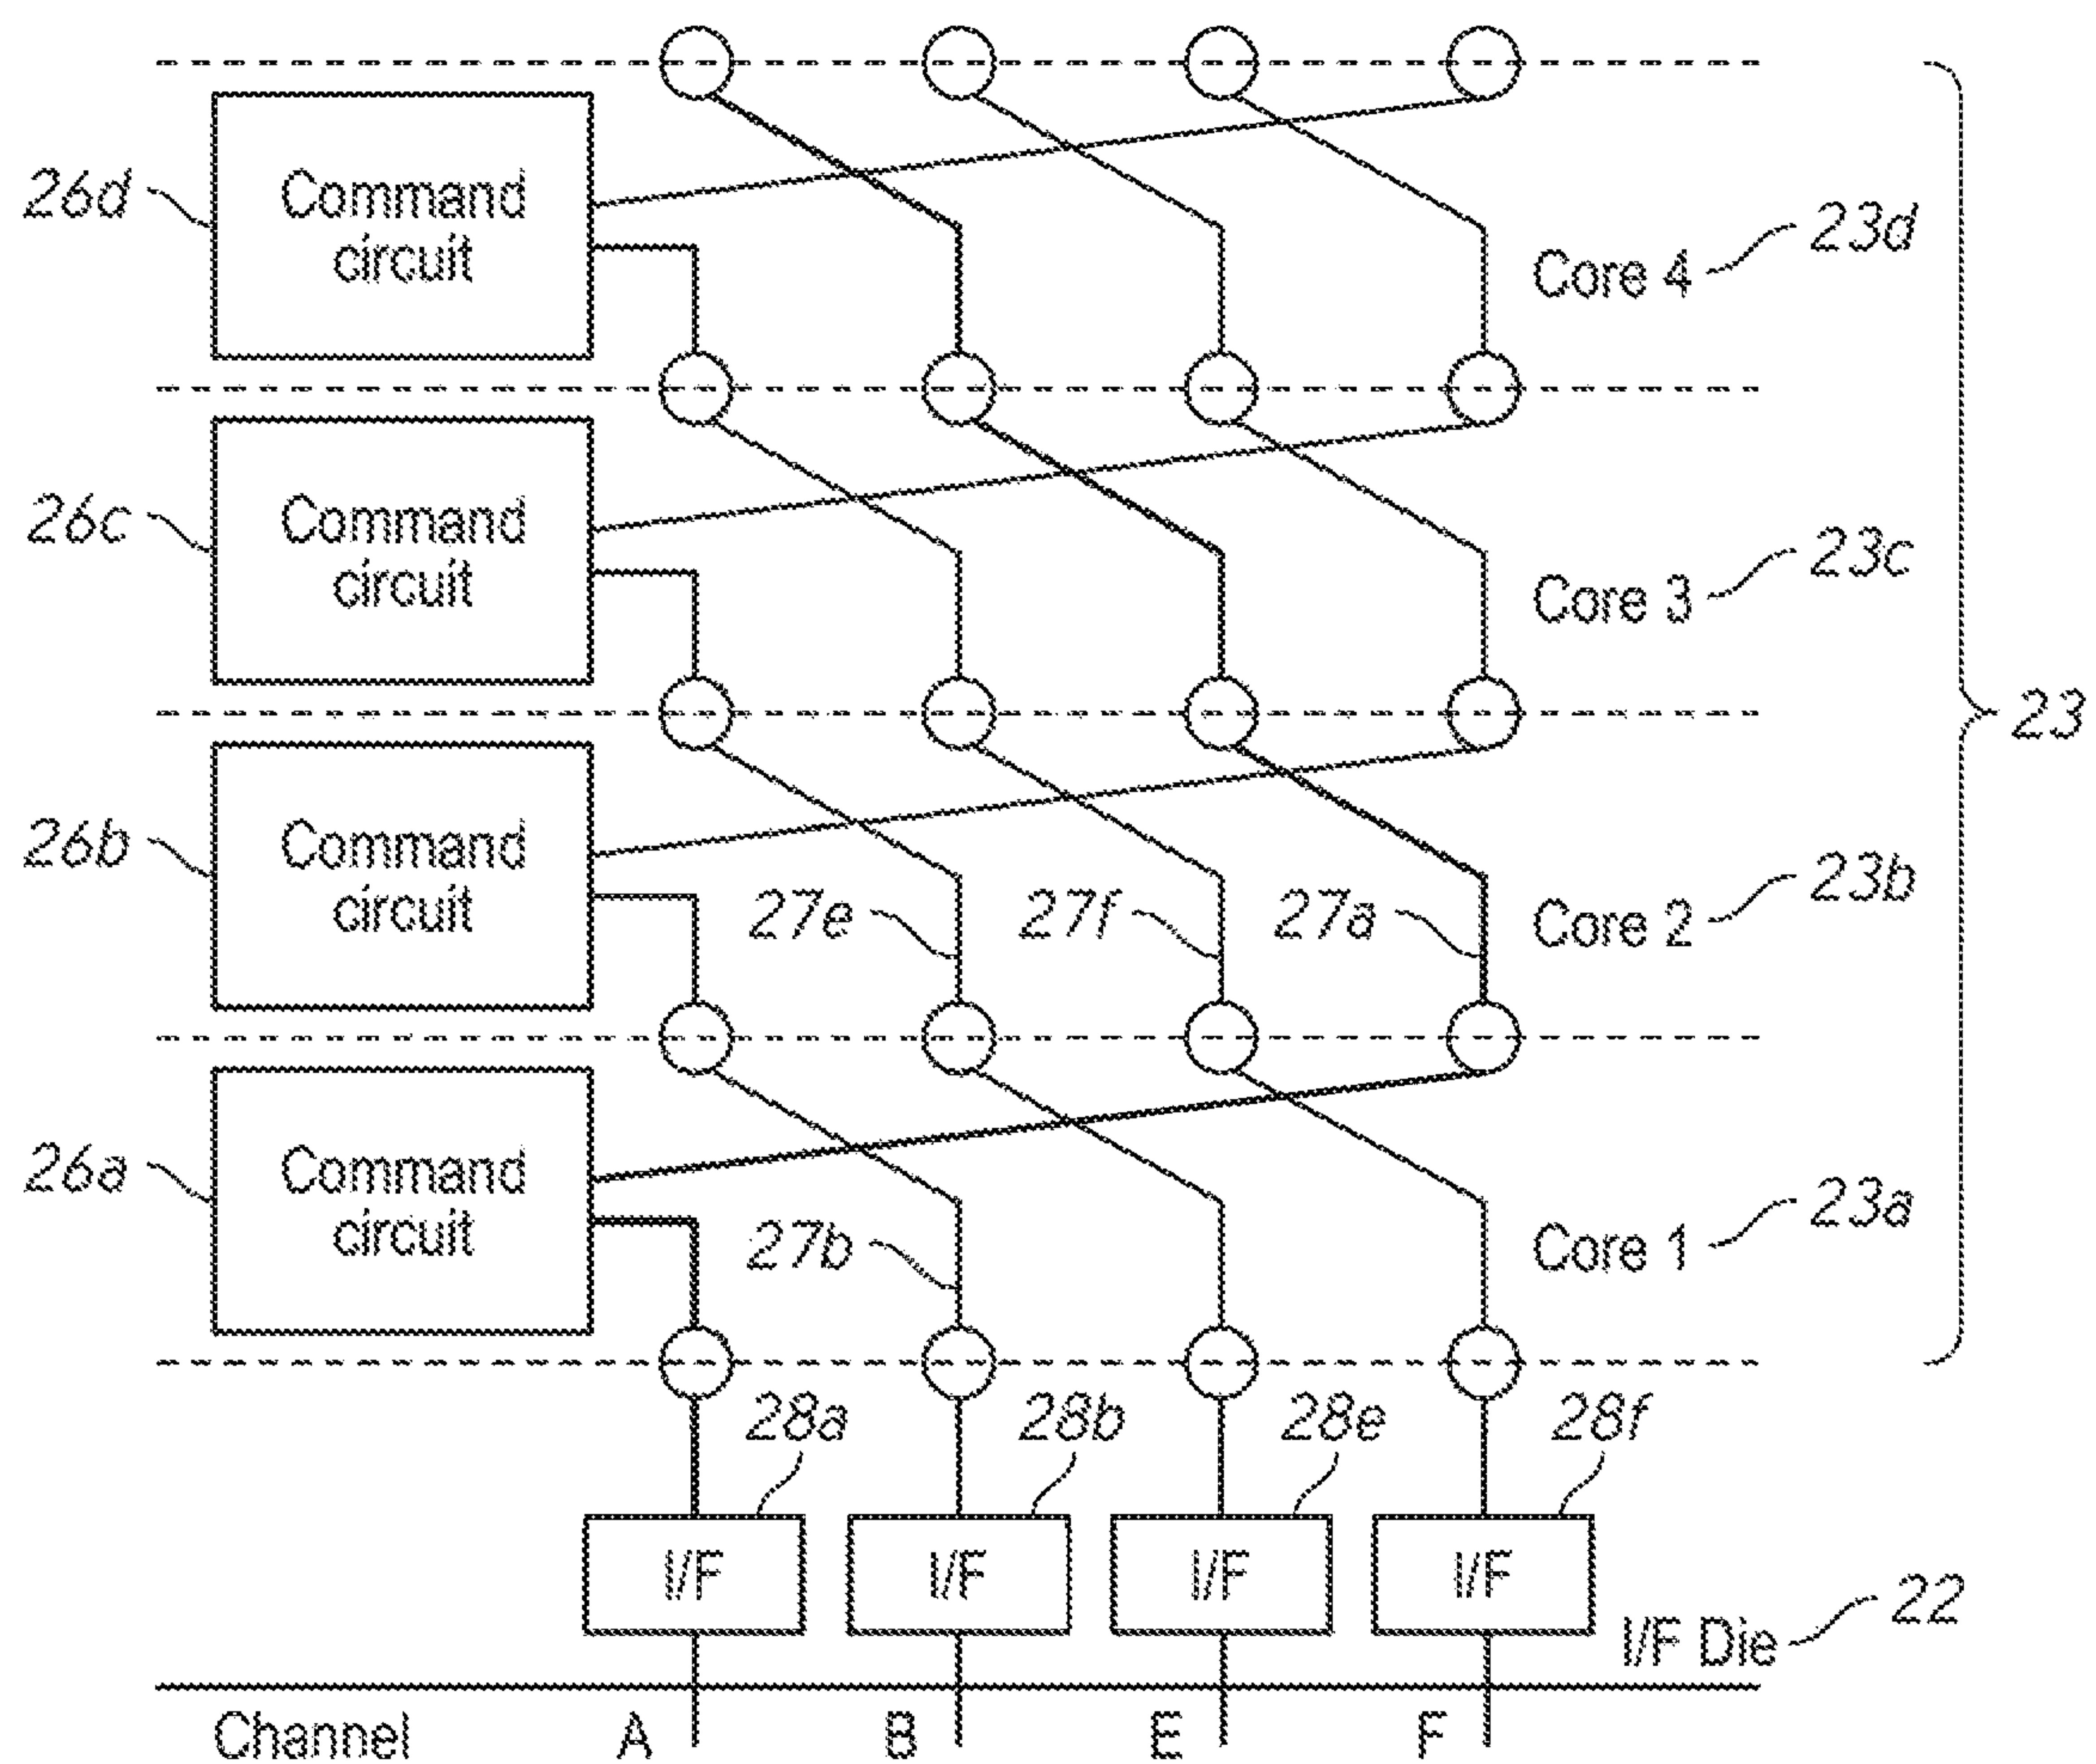 26d
Command
circuit
Core 4
23d
26c
Command
circuit
Core 3
23c
23
26b
Command
circuit
27e
27f
27a
Core 2
23b
26a
Command
circuit
27b
Core 1
23a
28a
28b
28e
28f
I/F
I/F
I/F
I/F
I/F Die
22
Channel
A
B
E
F